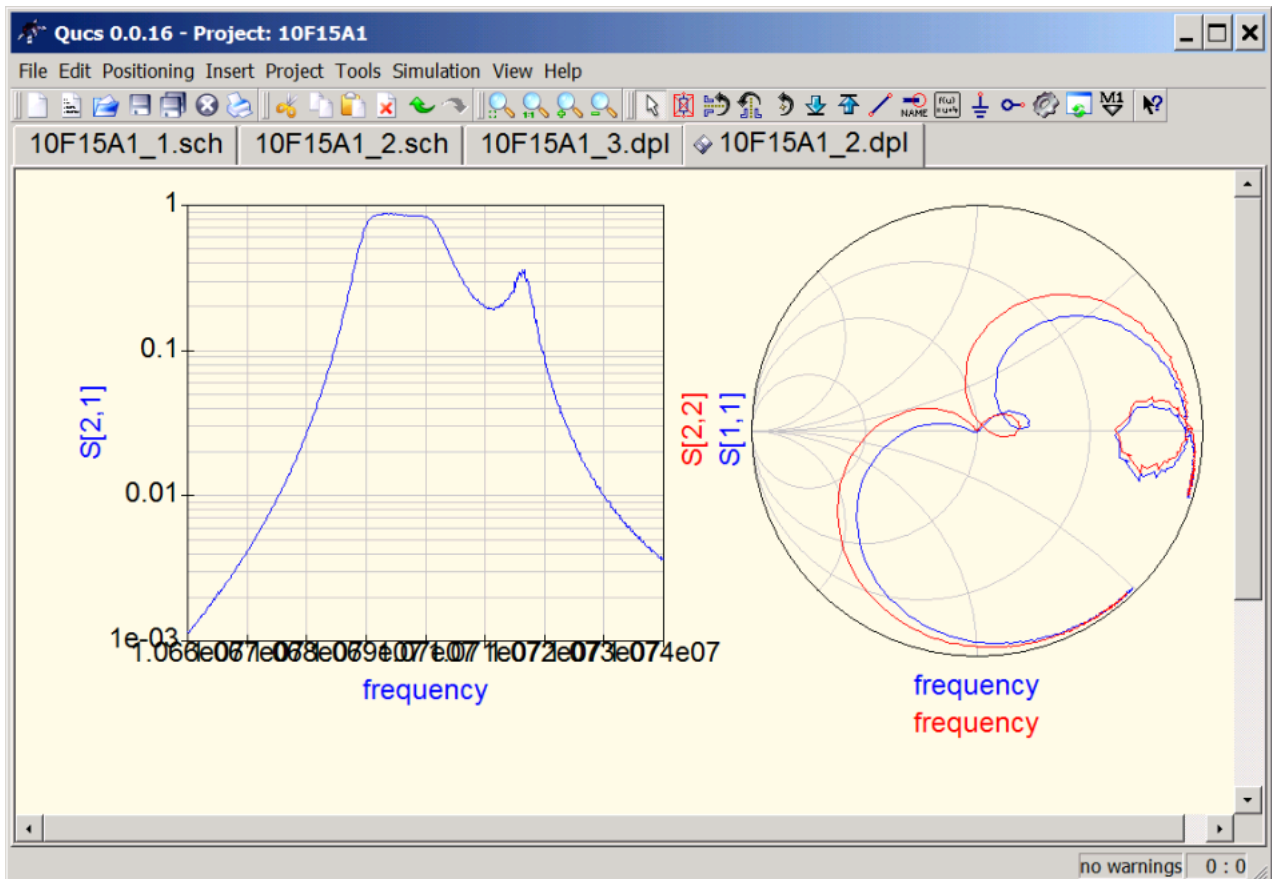 Qucs 0.0.16 - Project: 10F15A1
File Edit Positioning Insert Project Tools Simulation View Help
NAME
M1
10F15A1_1.sch 10F15A1_2.sch 10F15A1_3.dpl 10F15A1_2.dpl
1
0.1
0.01
1e-03
S[2,1]
frequency
S[2,2]
S[1,1]
frequency
frequency
no warnings 0 : 0